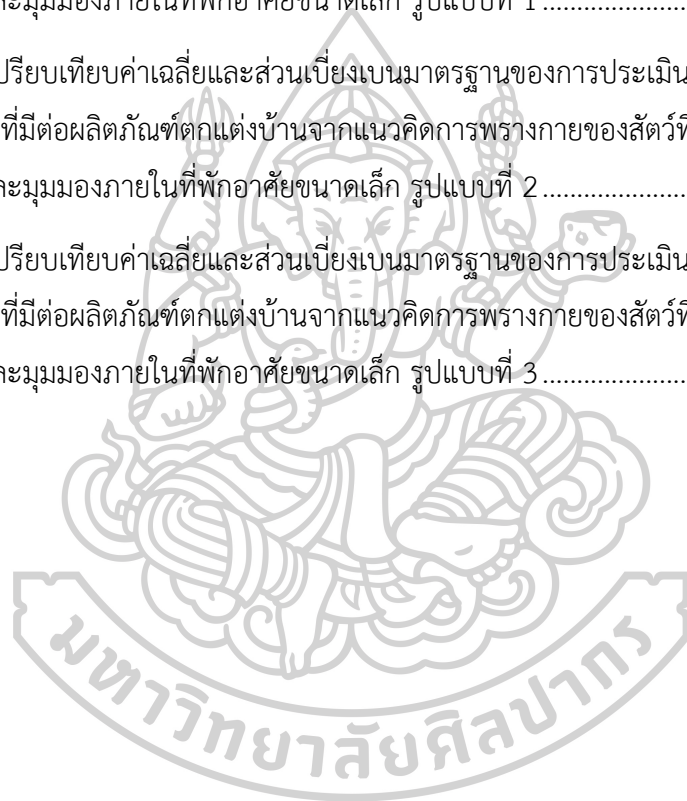 ละมุมมองภายในที่พักอาศัยขนาดเล็ก รูปแบบที่ 1........................
ปรียบเทียบค่าเฉลี่ยและส่วนเบี่ยงเบนมาตรฐานของการประเมิน
ที่มีต่อผลิตภัณฑ์ตกแต่งบ้านจากแนวคิดการพรางกายของสัตว์ที
ละมุมมองภายในที่พักอาศัยขนาดเล็ก รูปแบบที่ 2........................
ปรียบเทียบค่าเฉลี่ยและส่วนเบี่ยงเบนมาตรฐานของการประเมิน
ที่มีต่อผลิตภัณฑ์ตกแต่งบ้านจากแนวคิดการพรางกายของสัตว์ที
ละมุมมองภายในที่พักอาศัยขนาดเล็ก รูปแบบที่ 3........................
มหาวิทยาลัยศิลปากร